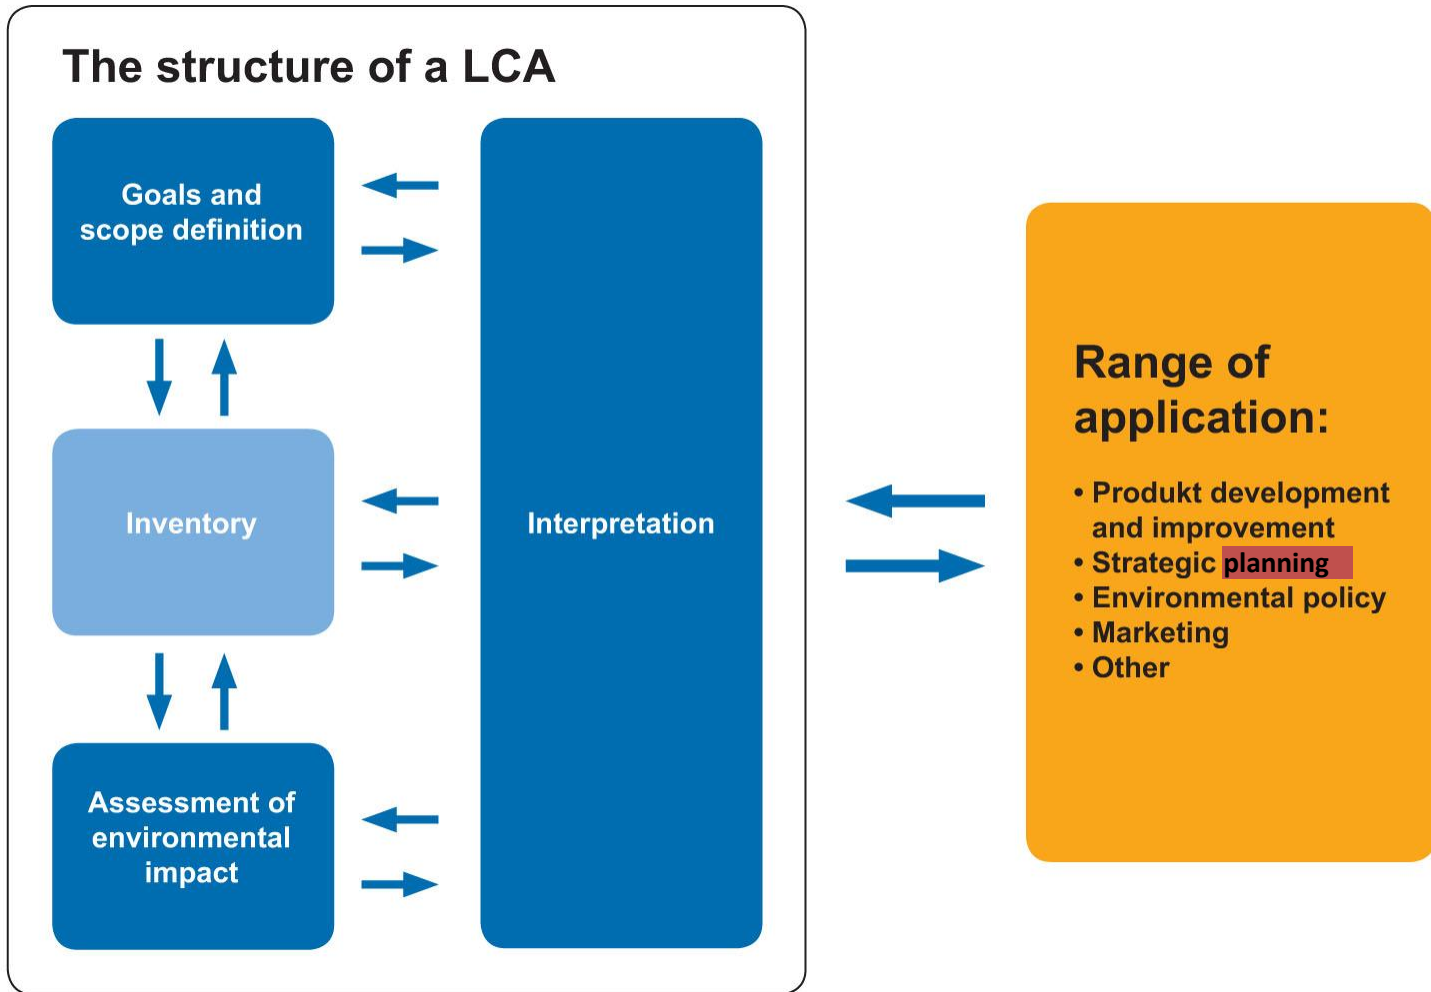 The structure of a LCA
Goals and
scope definition
Inventory
Assessment of
environmental
impact
Interpretation
Range of
application:
• Produkt development
and improvement
• Strategic planning
• Environmental policy
• Marketing
• Other